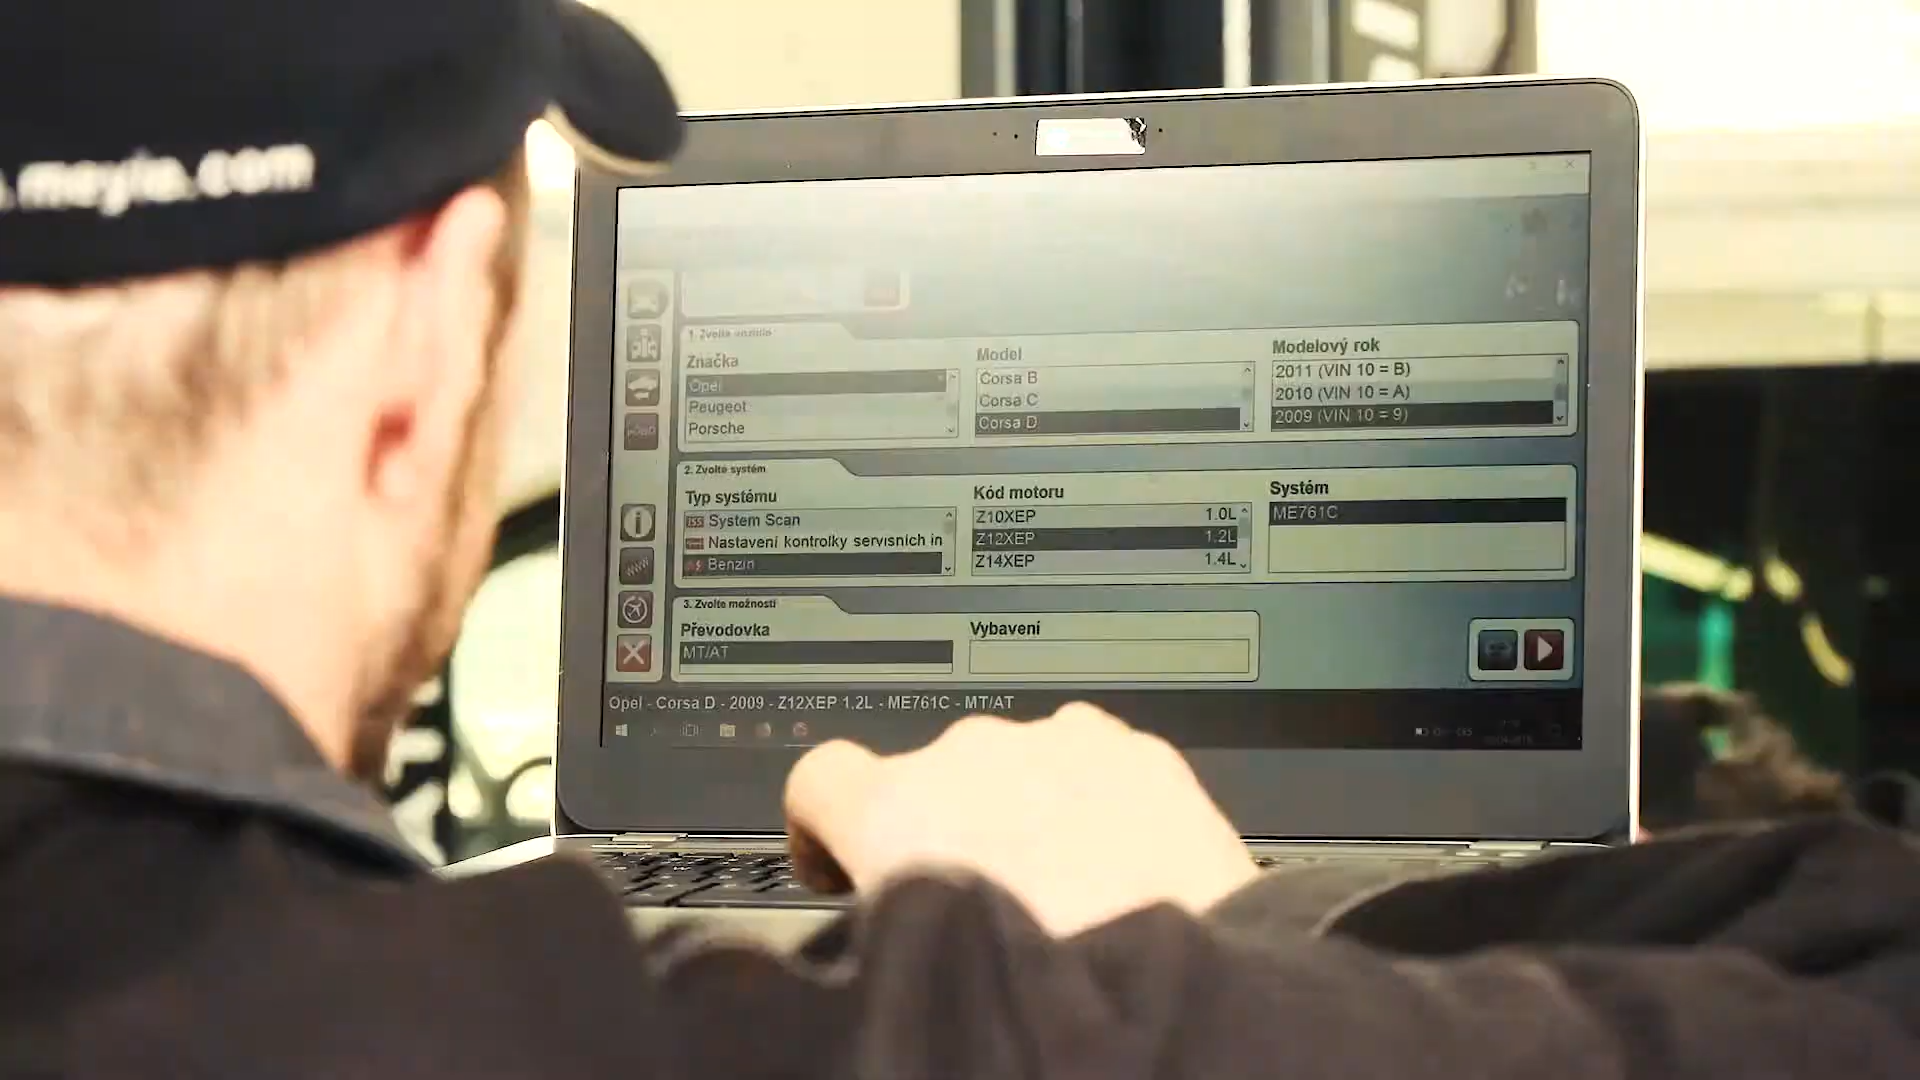 .meyle.com
1. Zvolte vozidlo
Značka
Opel
Peugeot
Porsche
Model
Corsa B
Corsa C
Corsa D
Modelový rok
2011 (VIN 10 = B)
2010 (VIN 10 = A)
2009 (VIN 10 = 9)
2. Zvolte systém
Typ systému
System Scan
Nastavení kontrolky servisních in
Benzin
Kód motoru
Z10XEP 1.0L
Z12XEP 1.2L
Z14XEP 1.4L
Systém
ME761C
3. Zvolte možnosti
Převodovka
MT/AT
Vybavení
Opel - Corsa D - 2009 - Z12XEP 1.2L - ME761C - MT/AT